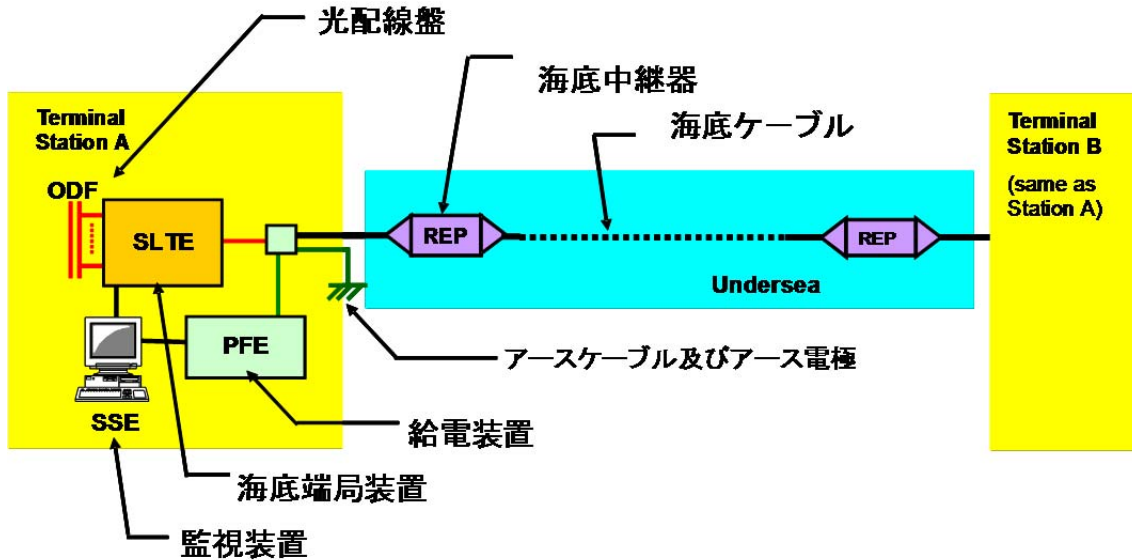 光配線盤
海底中継器
海底ケーブル
Terminal
Station A
Terminal
Station B
(same as
Station A)
ODF
SLTE
REP
REP
Undersea
PFE
アースケーブル及びアース電極
SSE
給電装置
海底端局装置
監視装置